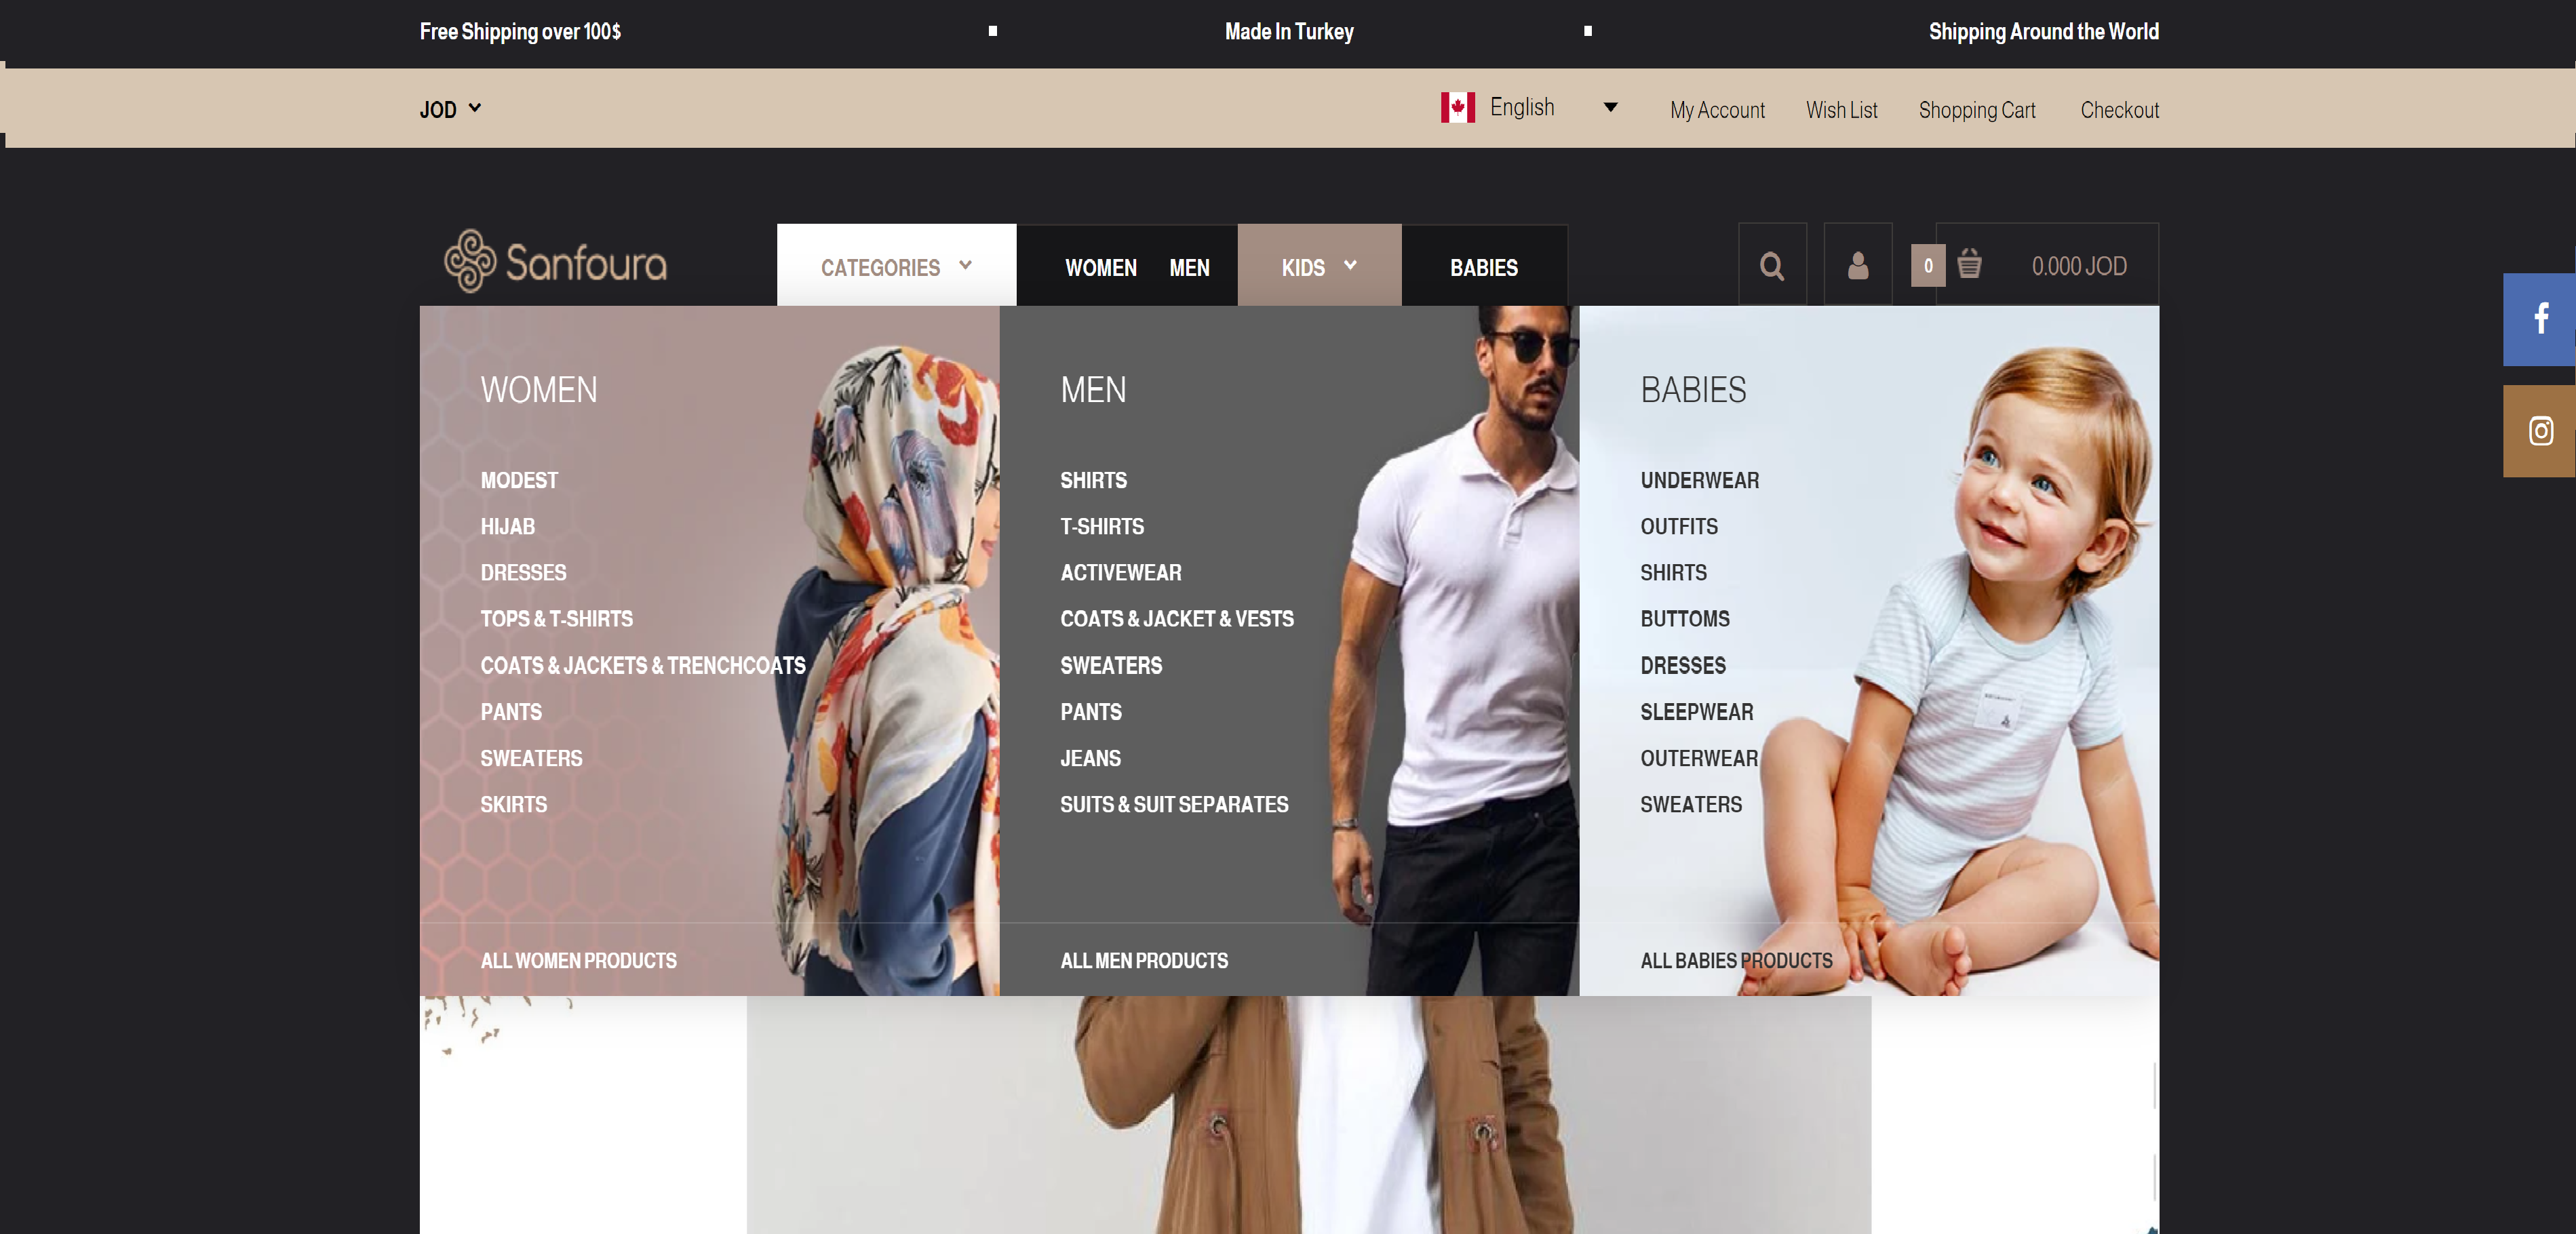 Free Shipping over 100$
Made In Turkey
Shipping Around the World
JOD
English
My Account
Wish List
Shopping Cart
Checkout
Sanfoura
CATEGORIES
WOMEN
MEN
KIDS
BABIES
0
0.000 JOD
WOMEN
MODEST
HIJAB
DRESSES
TOPS & T-SHIRTS
COATS & JACKETS & TRENCHCOATS
PANTS
SWEATERS
SKIRTS
ALL WOMEN PRODUCTS
MEN
SHIRTS
T-SHIRTS
ACTIVEWEAR
COATS & JACKET & VESTS
SWEATERS
PANTS
JEANS
SUITS & SUIT SEPARATES
ALL MEN PRODUCTS
BABIES
UNDERWEAR
OUTFITS
SHIRTS
BUTTOMS
DRESSES
SLEEPWEAR
OUTERWEAR
SWEATERS
ALL BABIES PRODUCTS